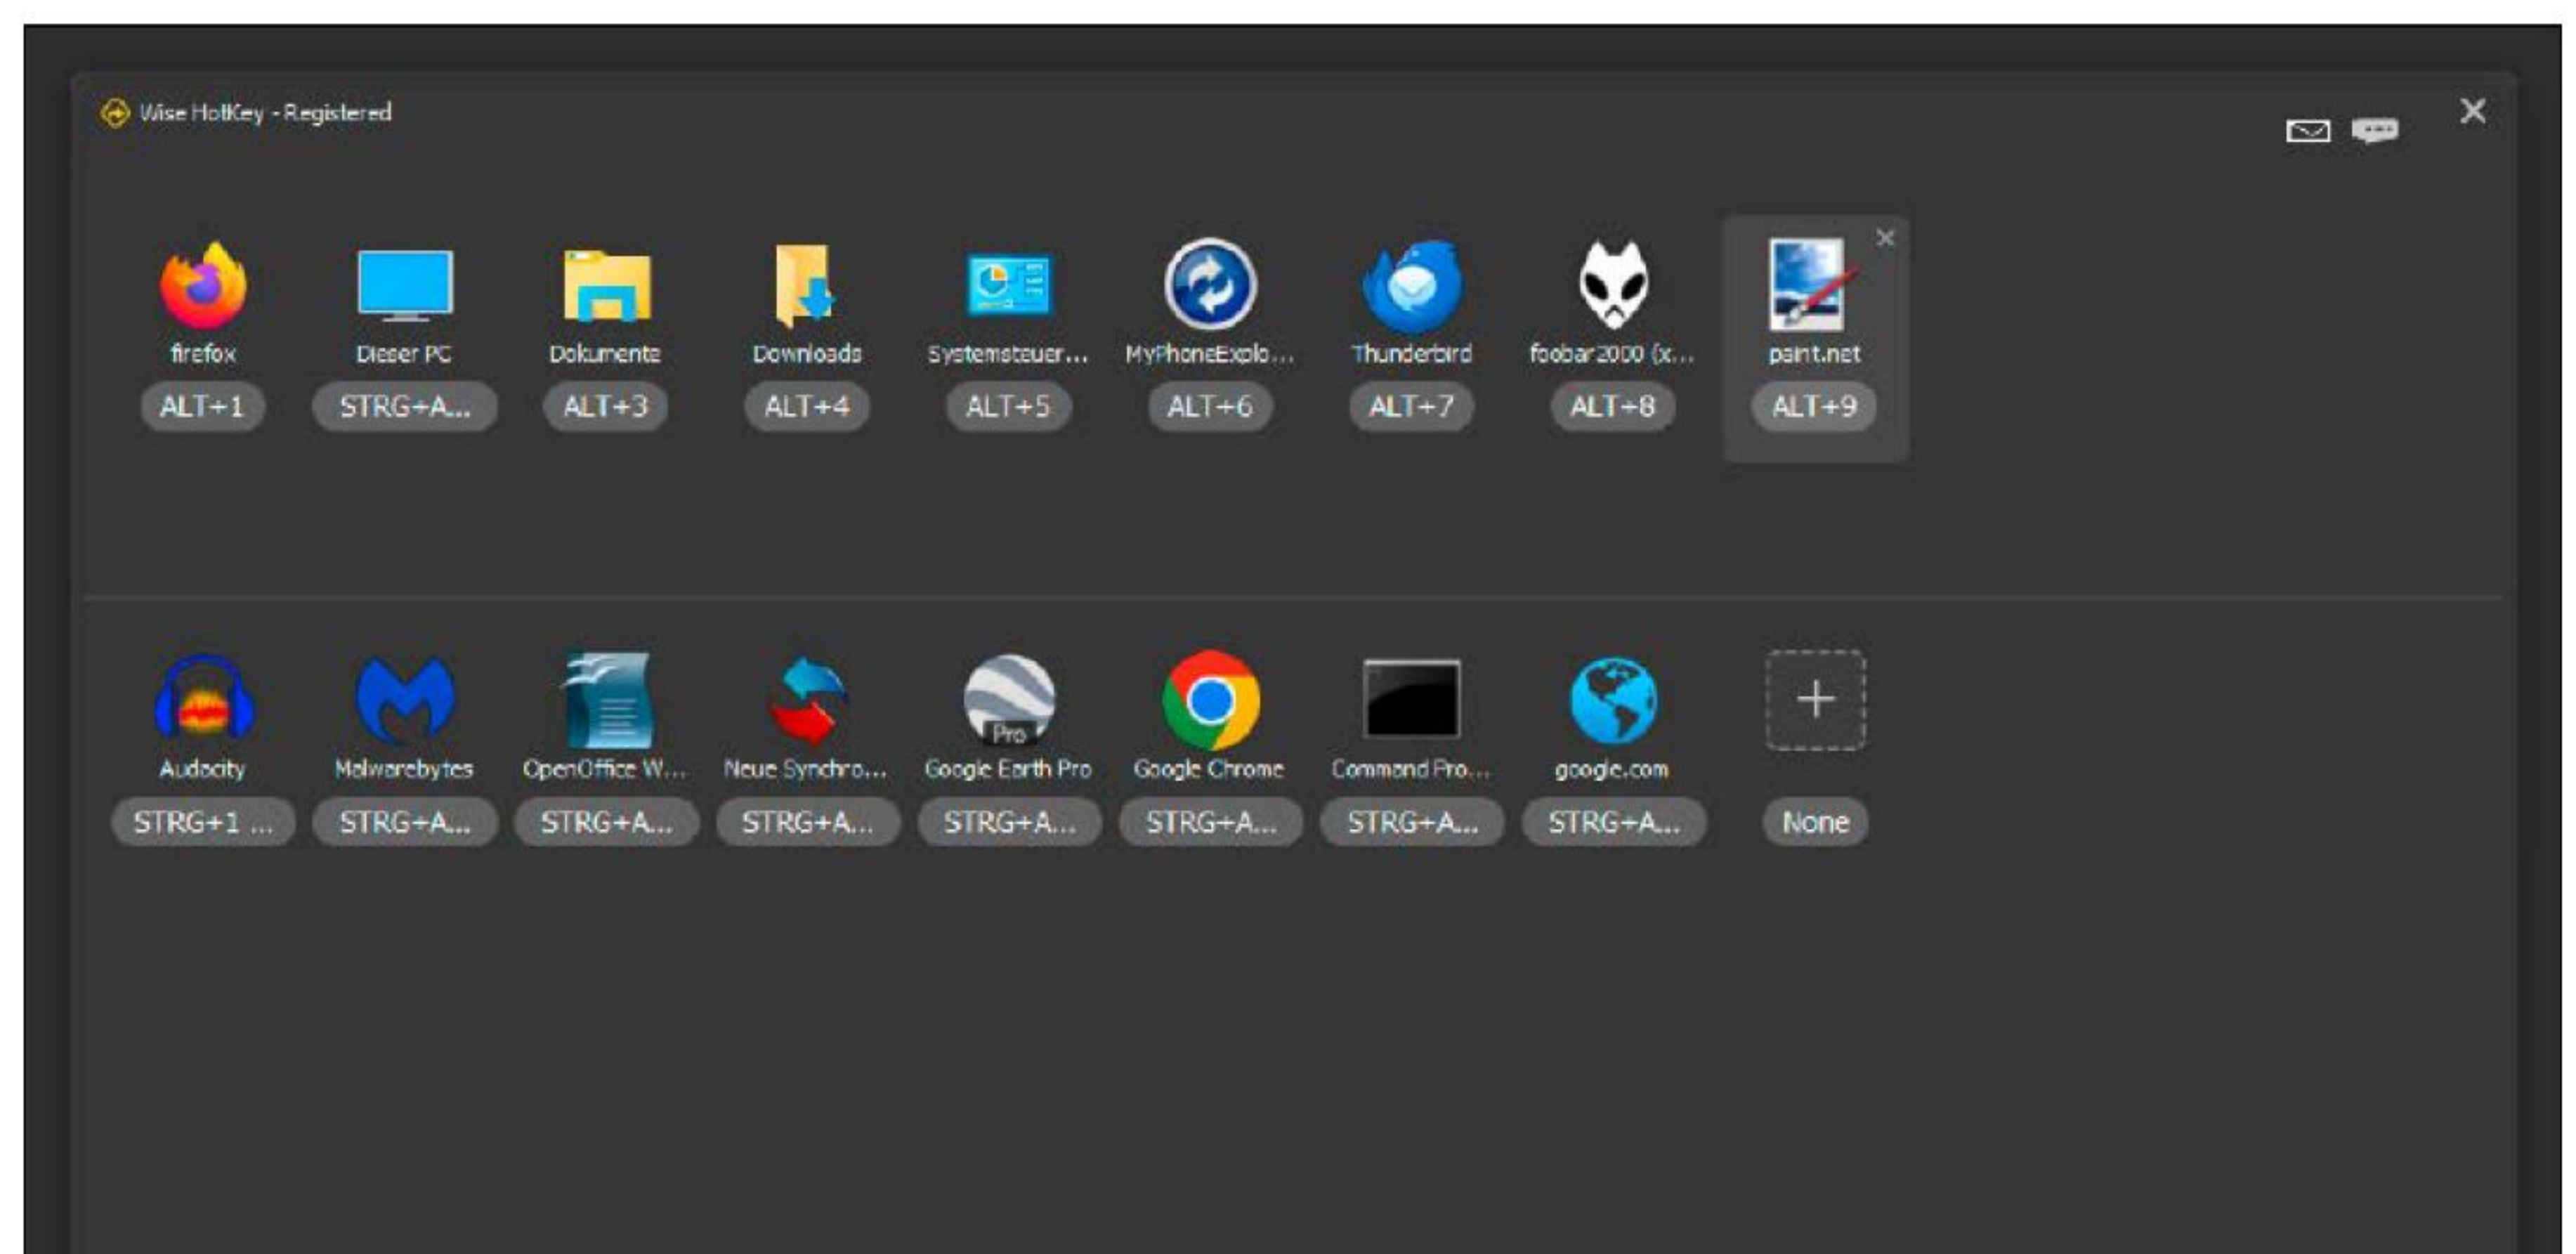 Wise HotKey - Registered
firefox Dieser PC Dokumente Downloads Systemsteuer... MyPhoneExplo... Thunderbird foobar2000 (x... paint.net
ALT+1 STRG+A... ALT+3 ALT+4 ALT+5 ALT+6 ALT+7 ALT+8 ALT+9
Pro
Audacity Malwarebytes OpenOffice W... Neue Synchro... Google Earth Pro Google Chrome Command Pro... google.com
STRG+1 ... STRG+A... STRG+A... STRG+A... STRG+A... STRG+A... STRG+A... STRG+A... None